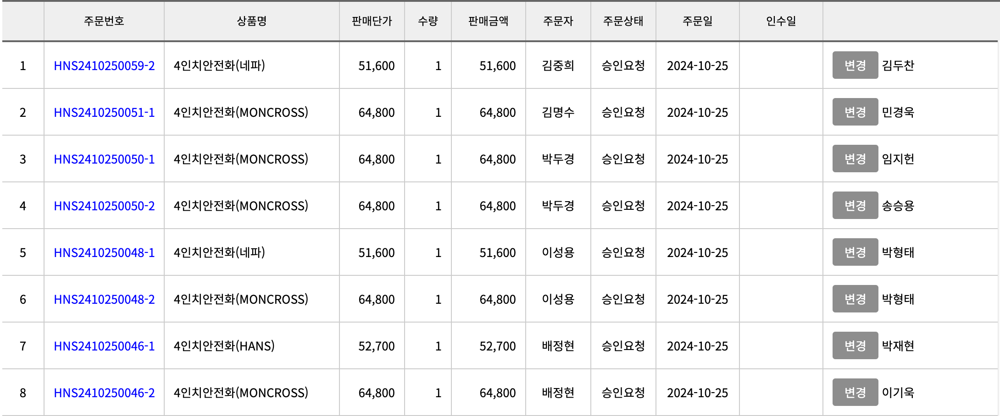 주문번호 상품명 판매단가 수량 판매금액 주문자 주문상태 주문일 인수일
1 HNS2410250059-2 4인치안전화(네파) 51,600 1 51,600 김중희 승인요청 2024-10-25 변경 김두찬
2 HNS2410250051-1 4인치안전화(MONCROSS) 64,800 1 64,800 김명수 승인요청 2024-10-25 변경 민경욱
3 HNS2410250050-1 4인치안전화(MONCROSS) 64,800 1 64,800 박두경 승인요청 2024-10-25 변경 임지헌
4 HNS2410250050-2 4인치안전화(MONCROSS) 64,800 1 64,800 박두경 승인요청 2024-10-25 변경 송승용
5 HNS2410250048-1 4인치안전화(네파) 51,600 1 51,600 이성용 승인요청 2024-10-25 변경 박형태
6 HNS2410250048-2 4인치안전화(MONCROSS) 64,800 1 64,800 이성용 승인요청 2024-10-25 변경 박형태
7 HNS2410250046-1 4인치안전화(HANS) 52,700 1 52,700 배정현 승인요청 2024-10-25 변경 박재현
8 HNS2410250046-2 4인치안전화(MONCROSS) 64,800 1 64,800 배정현 승인요청 2024-10-25 변경 이기욱